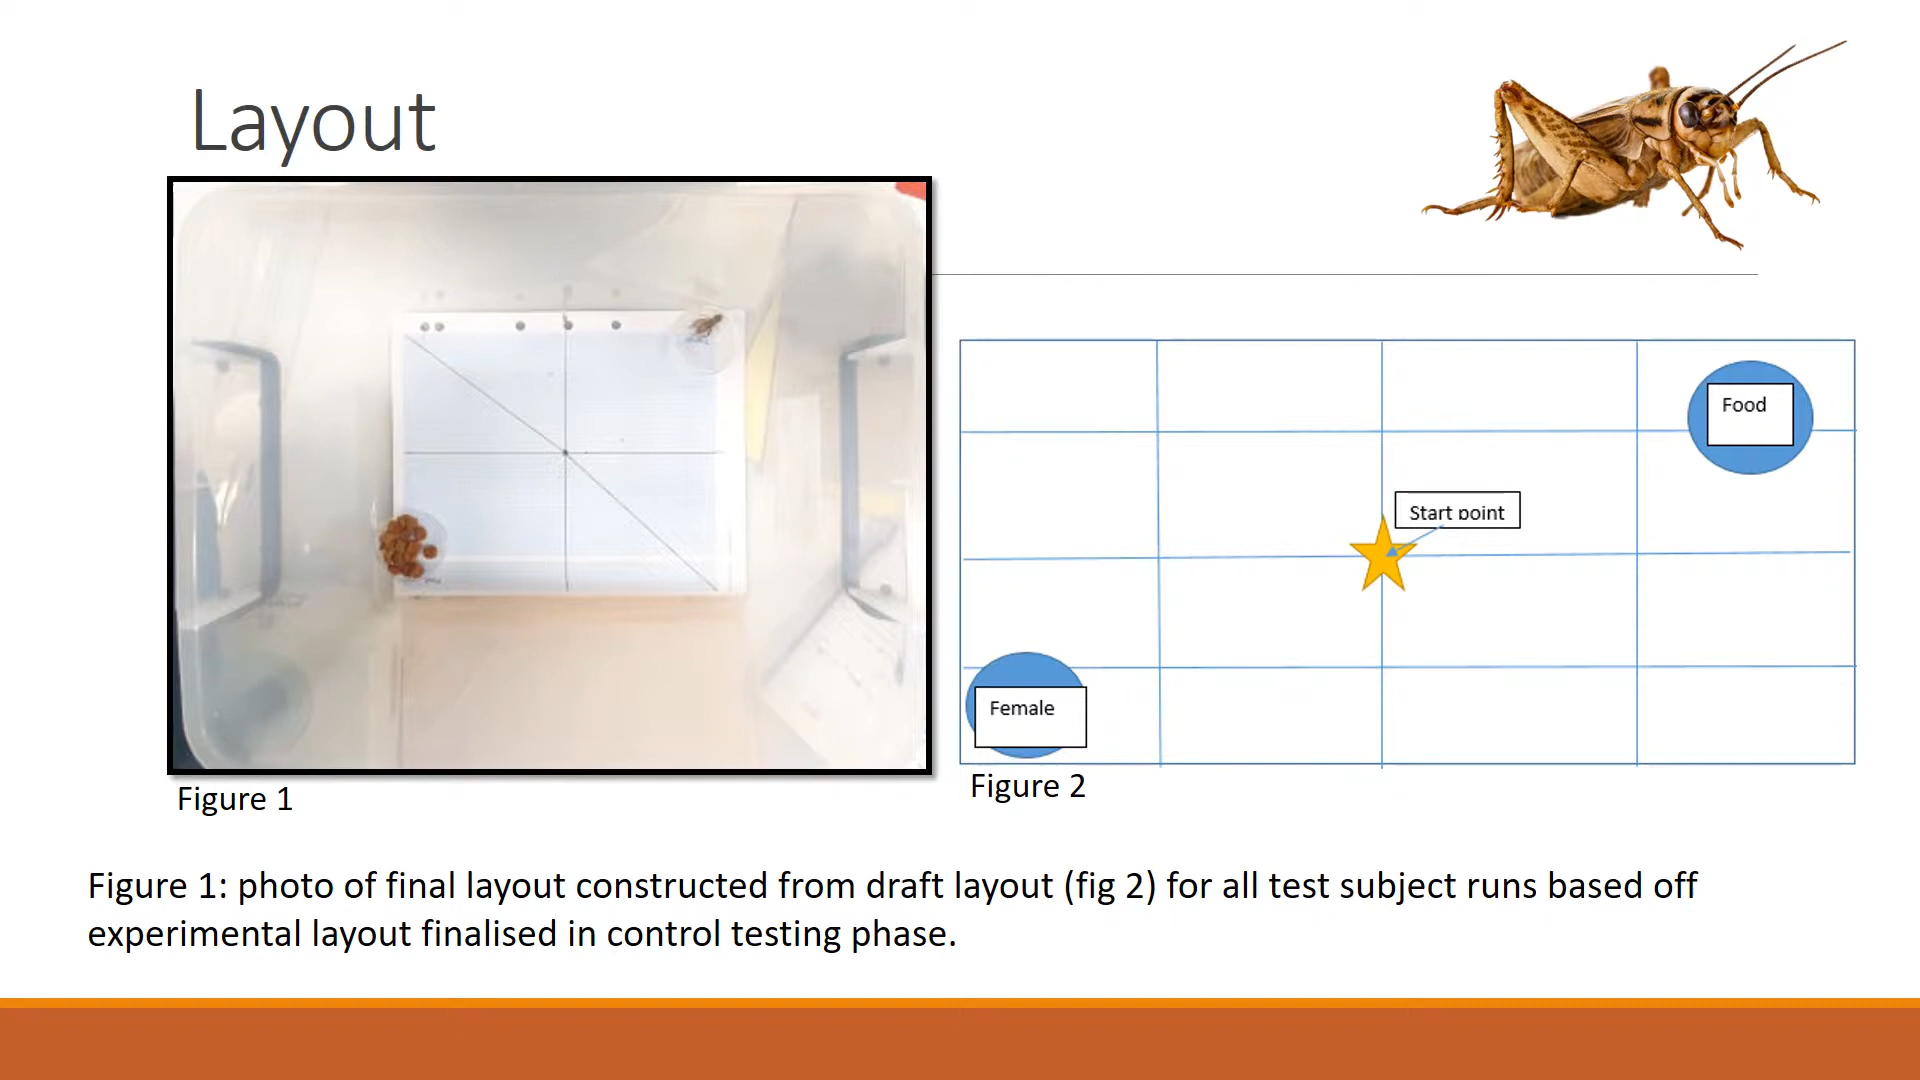 Layout
Food
Start point
Female
Figure 1
Figure 2
Figure 1: photo of final layout constructed from draft layout (fig 2) for all test subject runs based off
experimental layout finalised in control testing phase.